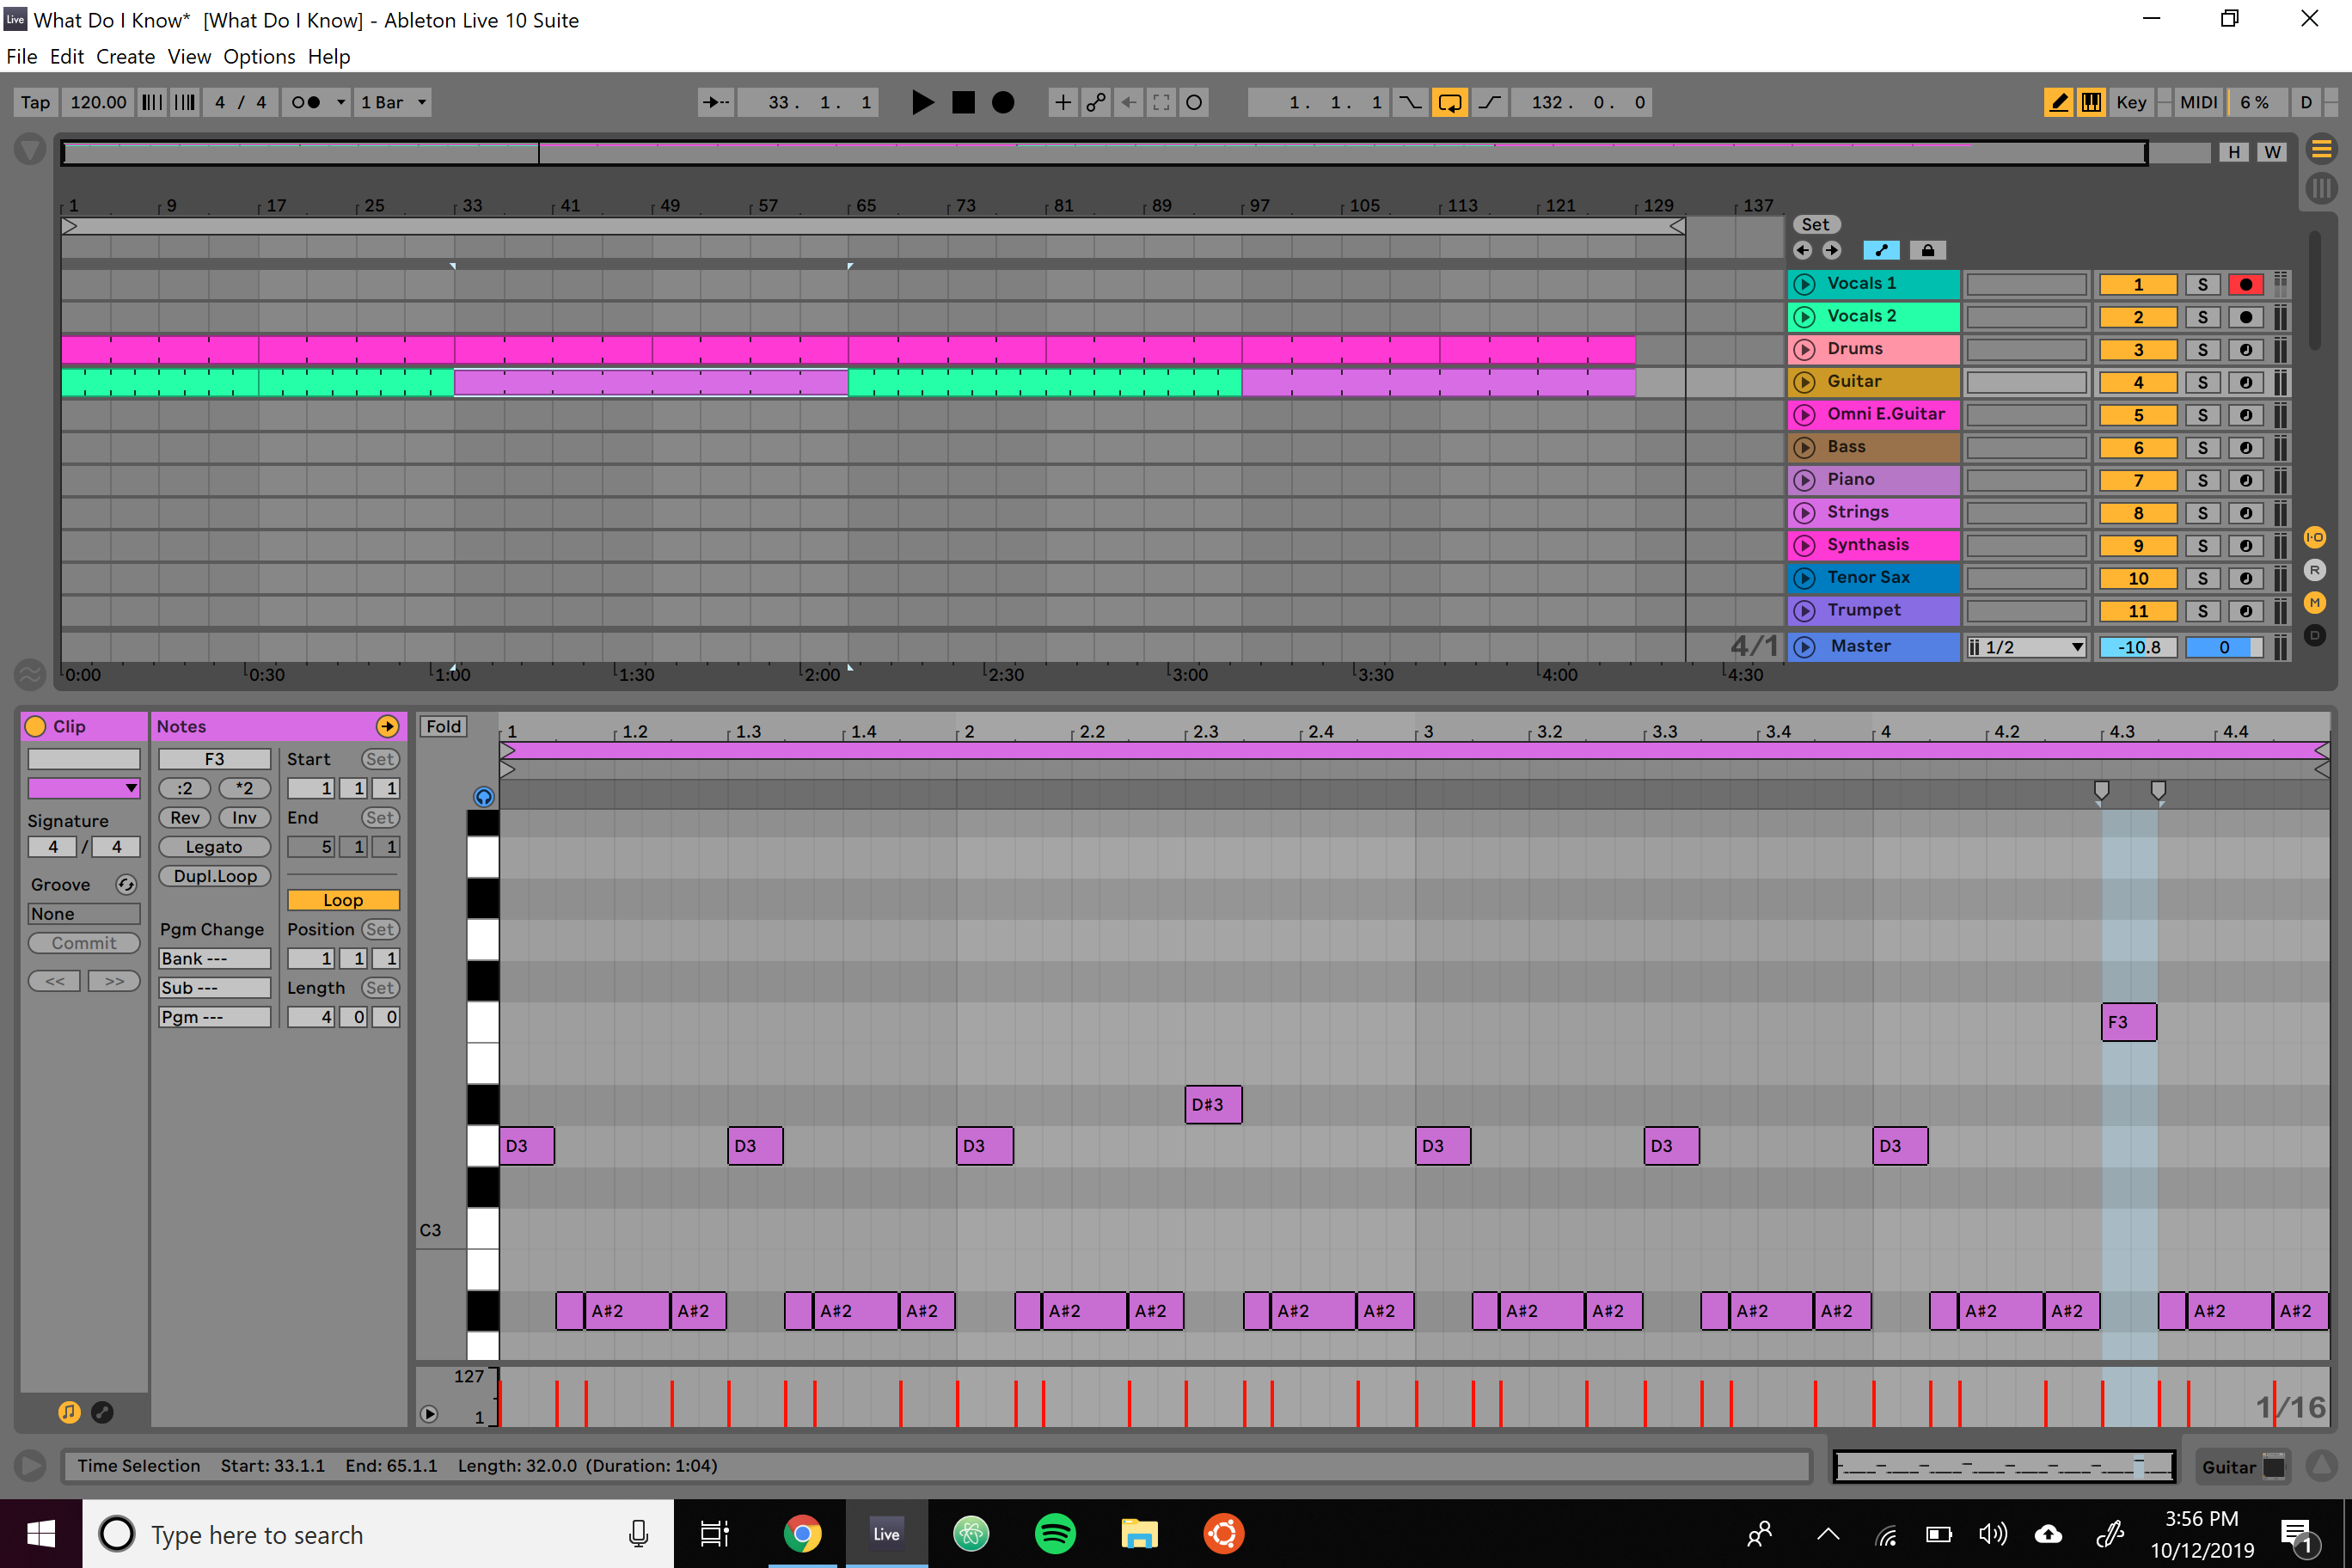 Live What Do I Know* [What Do I Know] - Ableton Live 10 Suite
File Edit Create View Options Help
Tap 120.00 4 / 4 1 Bar 33. 1. 1 1. 1. 1 132. 0. 0 Key MIDI 6 % D
H W
1 9 17 25 33 41 49 57 65 73 81 89 97 105 113 121 129 137
Set
Vocals 1 1 S
Vocals 2 2 S
Drums 3 S
Guitar 4 S
Omni E.Guitar 5 S
Bass 6 S
Piano 7 S
Strings 8 S
Synthasis 9 S
Tenor Sax 10 S
Trumpet 11 S
I·O
R
M
D
4/1 Master 1/2 -10.8 0
0:00 0:30 1:00 1:30 2:00 2:30 3:00 3:30 4:00 4:30
Clip
Signature
4 / 4
Groove
None
Commit
<< >>
Notes
F3
:2 *2
Rev Inv
Legato
Dupl.Loop
Pgm Change
Bank ---
Sub ---
Pgm ---
Start Set
1 1 1
End Set
5 1 1
Loop
Position Set
1 1 1
Length Set
4 0 0
Fold 1 1.2 1.3 1.4 2 2.2 2.3 2.4 3 3.2 3.3 3.4 4 4.2 4.3 4.4
F3
D#3
D3 D3 D3 D3 D3 D3
C3
A#2 A#2 A#2 A#2 A#2 A#2 A#2 A#2 A#2 A#2 A#2 A#2 A#2 A#2 A#2 A#2
127
1
1/16
Time Selection Start: 33.1.1 End: 65.1.1 Length: 32.0.0 (Duration: 1:04)
Guitar
Type here to search
Live
3:56 PM
10/12/2019
1